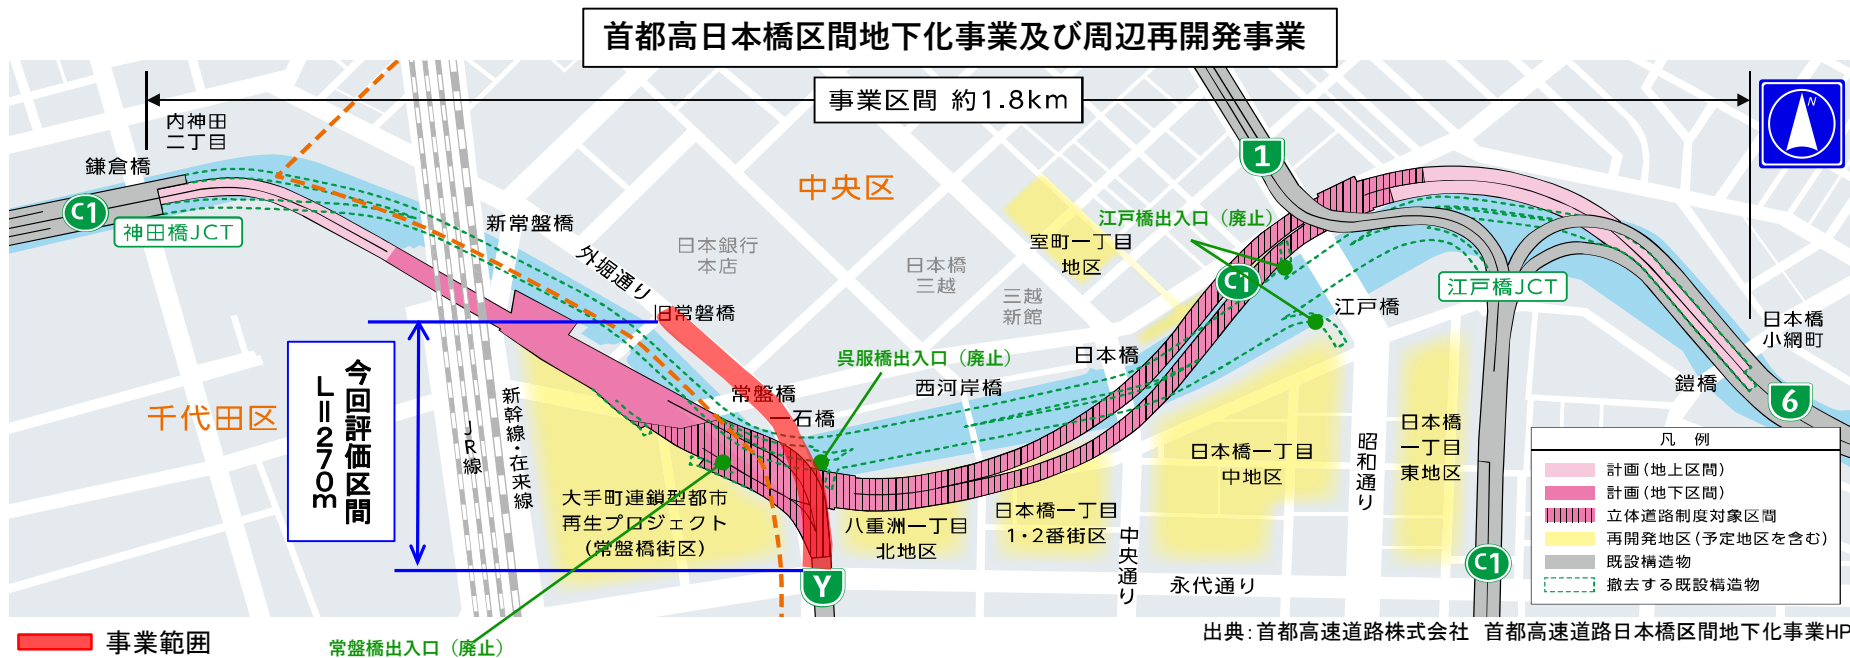 首都高日本橋区間地下化事業及び周辺再開発事業
事業区間 約1.8km
N
内神田
二丁目
鎌倉橋
C1
神田橋JCT
新常盤橋
外堀通り
日本銀行
本店
中央区
日本橋
三越
三越
新館
室町一丁目
地区
江戸橋出入口（廃止）
1
C1
江戸橋
江戸橋JCT
日本橋
小網町
鎧橋
6
旧常磐橋
今回評価区間
L=270m
千代田区
JR線
新幹線・在来線
常盤橋
一石橋
呉服橋出入口（廃止）
西河岸橋
日本橋
大手町連鎖型都市
再生プロジェクト
（常盤橋街区）
八重洲一丁目
北地区
日本橋一丁目
1・2番街区
中央通り
日本橋一丁目
中地区
昭和通り
日本橋
一丁目
東地区
永代通り
Y
C1
凡 例
計画(地上区間)
計画(地下区間)
立体道路制度対象区間
再開発地区(予定地区を含む)
既設構造物
撤去する既設構造物
事業範囲
常盤橋出入口（廃止）
出典：首都高速道路株式会社 首都高速道路日本橋区間地下化事業HP